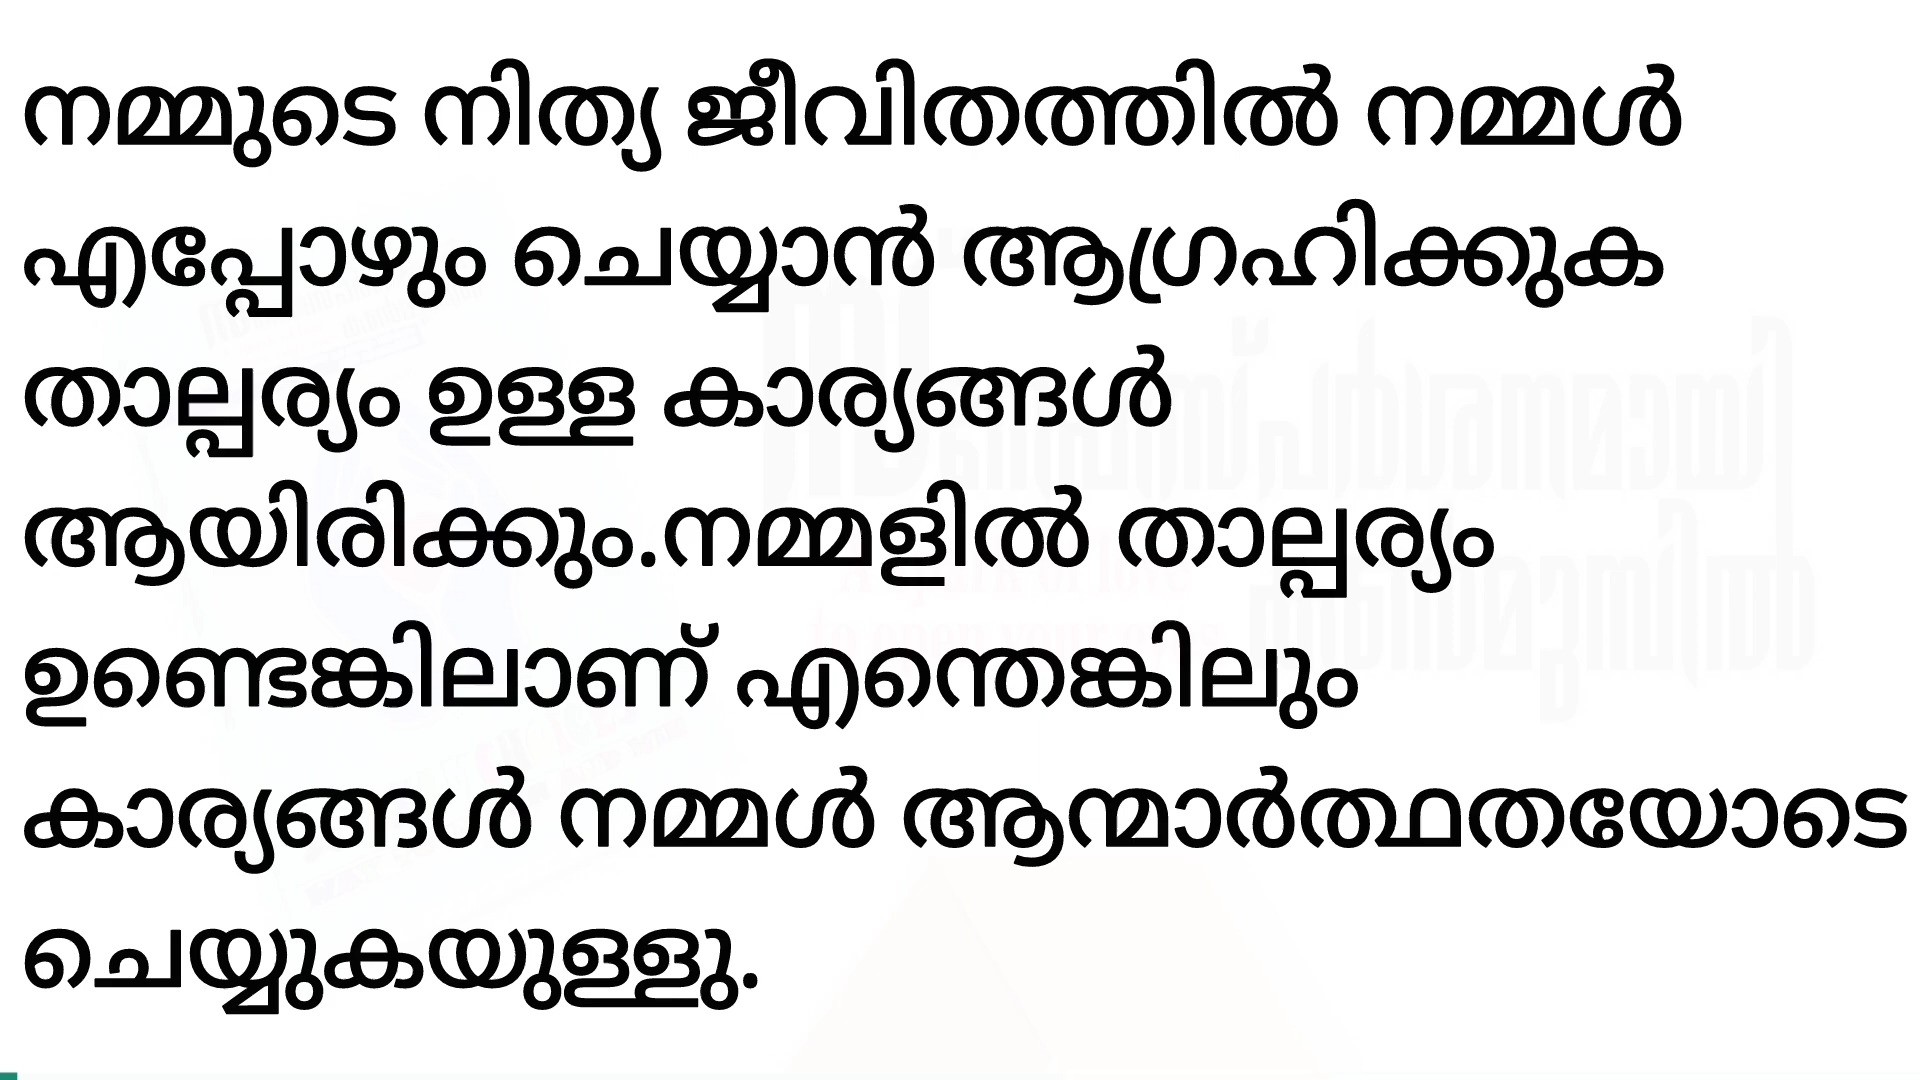 നമ്മുടെ നിത്യ ജീവിതത്തിൽ നമ്മൾ
എപ്പോഴും ചെയ്യാൻ ആഗ്രഹിക്കുക
താല്പര്യം ഉള്ള കാര്യങ്ങൾ
ആയിരിക്കും.നമ്മളിൽ താല്പര്യം
ഉണ്ടെങ്കിലാണ് എന്തെങ്കിലും
കാര്യങ്ങൾ നമ്മൾ ആന്മാർത്ഥതയോടെ
ചെയ്യുകയുള്ളു.